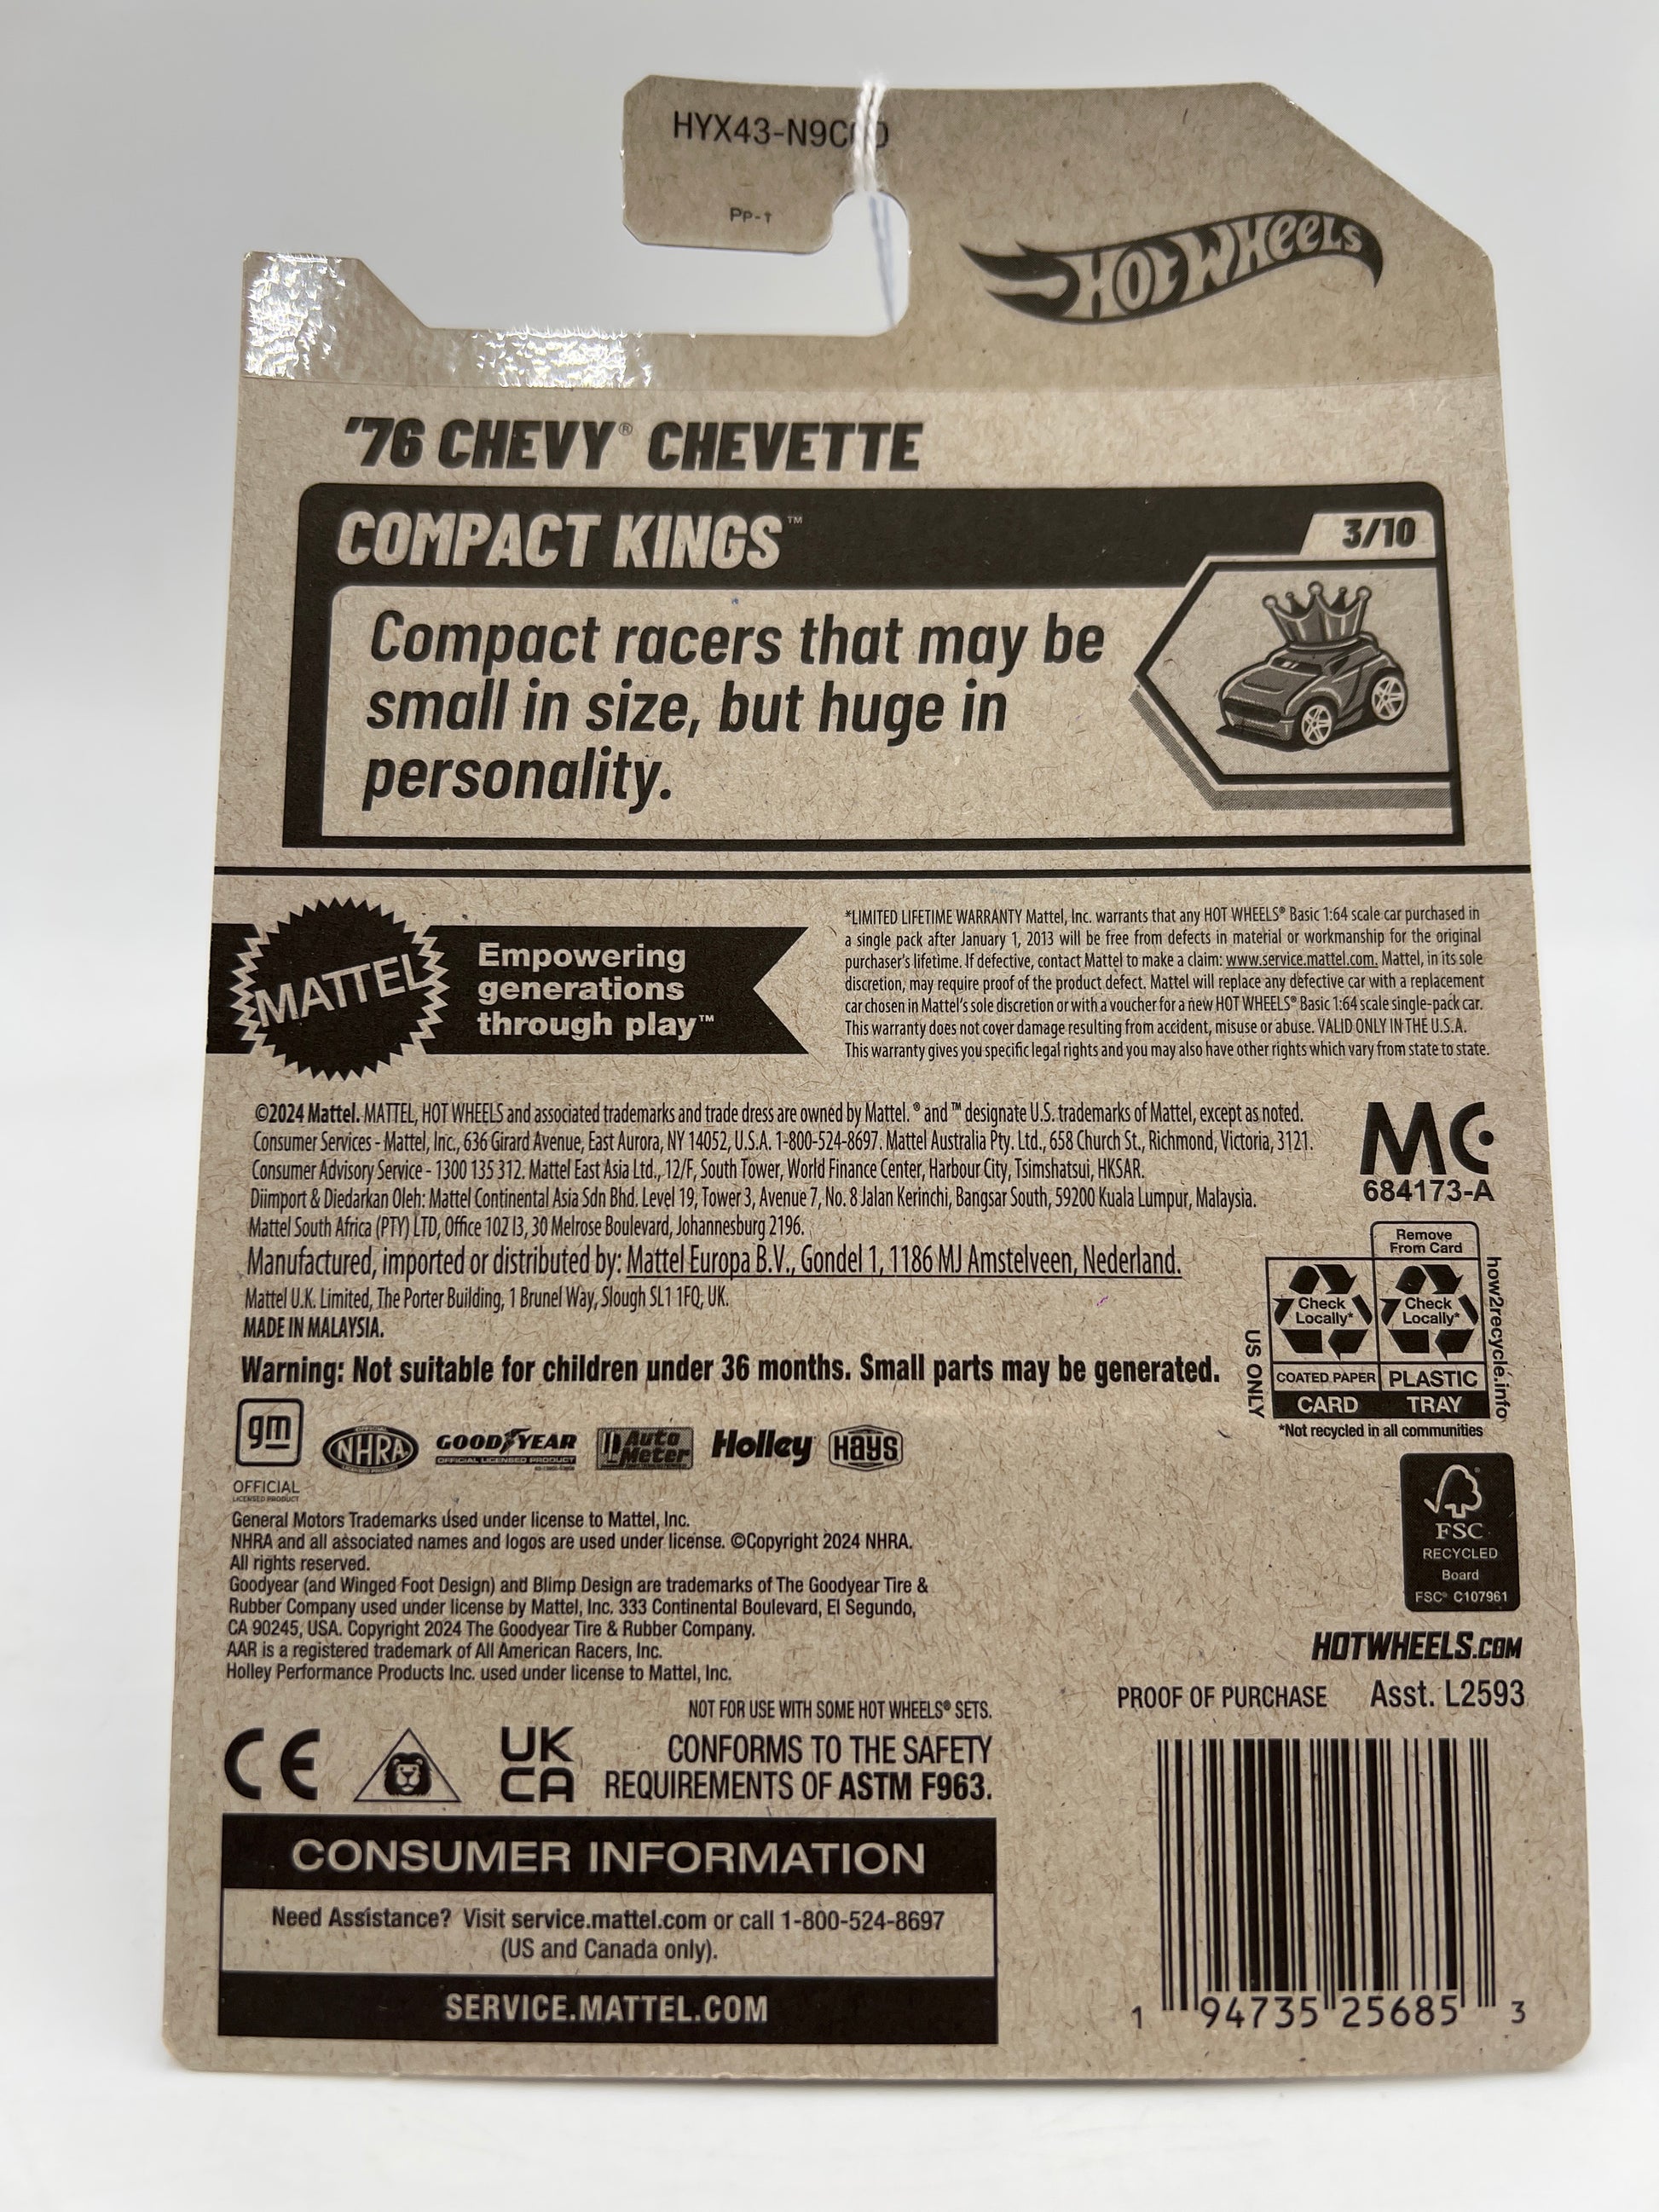 HYX43-N9C
Pp-1
HOT WHEELS
'76 CHEVY® CHEVETTE
COMPACT KINGS™
3/10
Compact racers that may be
small in size, but huge in
personality.
MATTEL
Empowering
generations
through play™
*LIMITED LIFETIME WARRANTY Mattel, Inc. warrants that any HOT WHEELS® Basic 1:64 scale car purchased in
a single pack after January 1, 2013 will be free from defects in material or workmanship for the original
purchaser's lifetime. If defective, contact Mattel to make a claim: www.service.mattel.com. Mattel, in its sole
discretion, may require proof of the product defect. Mattel will replace any defective car with a replacement
car chosen in Mattel's sole discretion or with a voucher for a new HOT WHEELS® Basic 1:64 scale single-pack car.
This warranty does not cover damage resulting from accident, misuse or abuse. VALID ONLY IN THE U.S.A.
This warranty gives you specific legal rights and you may also have other rights which vary from state to state.
©2024 Mattel. MATTEL, HOT WHEELS and associated trademarks and trade dress are owned by Mattel. ® and ™ designate U.S. trademarks of Mattel, except as noted.
Consumer Services - Mattel, Inc., 636 Girard Avenue, East Aurora, NY 14052, U.S.A. 1-800-524-8697. Mattel Australia Pty. Ltd., 658 Church St., Richmond, Victoria, 3121.
Consumer Advisory Service - 1300 135 312. Mattel East Asia Ltd., 12/F, South Tower, World Finance Center, Harbour City, Tsimshatsui, HKSAR.
Diimport & Diedarkan Oleh: Mattel Continental Asia Sdn Bhd. Level 19, Tower 3, Avenue 7, No. 8 Jalan Kerinchi, Bangsar South, 59200 Kuala Lumpur, Malaysia.
Mattel South Africa (PTY) LTD, Office 102 I3, 30 Melrose Boulevard, Johannesburg 2196.
Manufactured, imported or distributed by: Mattel Europa B.V., Gondel 1, 1186 MJ Amstelveen, Nederland.
Mattel U.K. Limited, The Porter Building, 1 Brunel Way, Slough SL1 1FQ, UK.
MADE IN MALAYSIA.
Warning: Not suitable for children under 36 months. Small parts may be generated.
MC
684173-A
Remove
From Card
Check
Locally*
Check
Locally*
COATED PAPER
PLASTIC
CARD
TRAY
US ONLY
how2recycle.info
*Not recycled in all communities
gm
OFFICIAL
LICENSED PRODUCT
NHRA
GOODYEAR
OFFICIAL LICENSED PRODUCT
Auto
Meter
Holley
Hays
General Motors Trademarks used under license to Mattel, Inc.
NHRA and all associated names and logos are used under license. ©Copyright 2024 NHRA.
All rights reserved.
Goodyear (and Winged Foot Design) and Blimp Design are trademarks of The Goodyear Tire &
Rubber Company used under license by Mattel, Inc. 333 Continental Boulevard, El Segundo,
CA 90245, USA. Copyright 2024 The Goodyear Tire & Rubber Company.
AAR is a registered trademark of All American Racers, Inc.
Holley Performance Products Inc. used under license to Mattel, Inc.
FSC
RECYCLED
Board
FSC® C107961
HOTWHEELS.COM
PROOF OF PURCHASE Asst. L2593
NOT FOR USE WITH SOME HOT WHEELS® SETS.
CE
UK
CA
CONFORMS TO THE SAFETY
REQUIREMENTS OF ASTM F963.
CONSUMER INFORMATION
Need Assistance? Visit service.mattel.com or call 1-800-524-8697
(US and Canada only).
SERVICE.MATTEL.COM
1 94735 25685 3